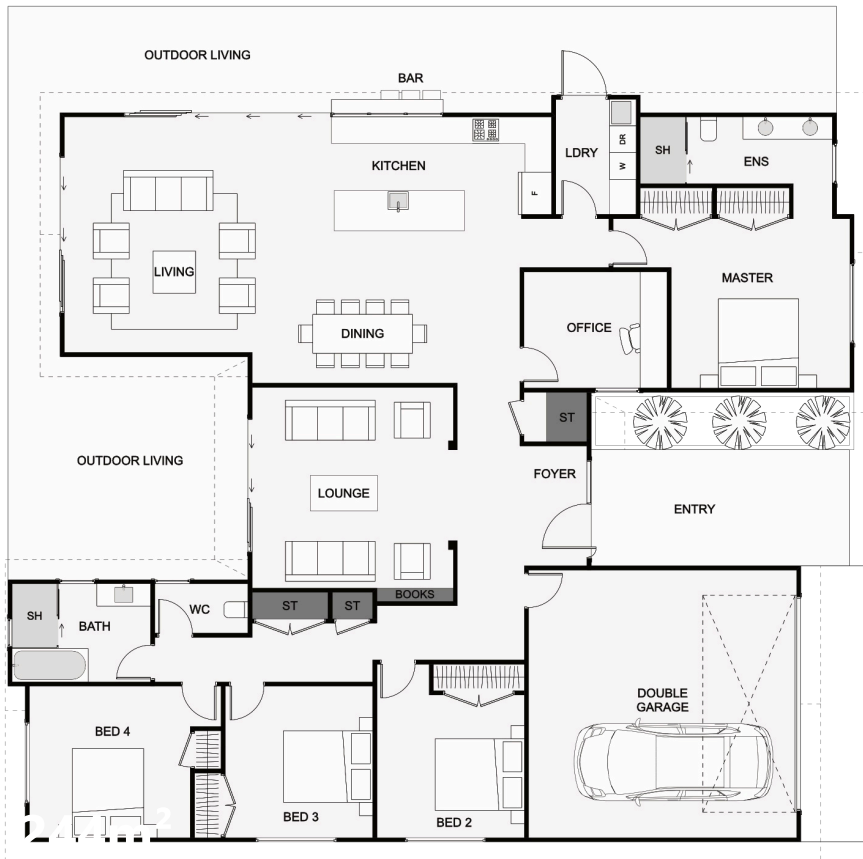 OUTDOOR LIVING
BAR
KITCHEN
LDRY
DR
W
F
SH
ENS
LIVING
MASTER
DINING
OFFICE
ST
OUTDOOR LIVING
LOUNGE
FOYER
ENTRY
BOOKS
ST
ST
WC
SH
BATH
DOUBLE
GARAGE
BED 4
BED 3
BED 2
244m²